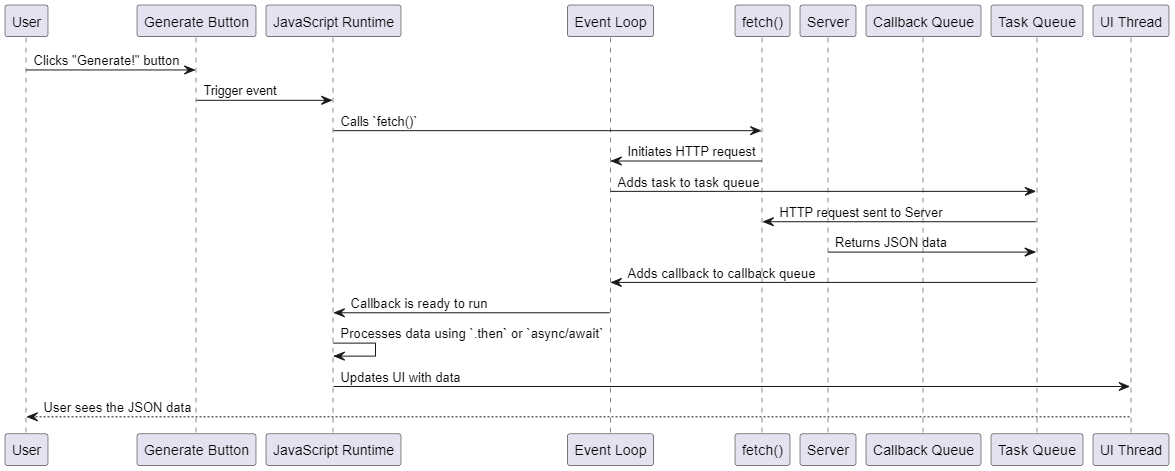 User Generate Button JavaScript Runtime Event Loop fetch() Server Callback Queue Task Queue UI Thread
Clicks "Generate!" button
Trigger event
Calls `fetch()`
Initiates HTTP request
Adds task to task queue
HTTP request sent to Server
Returns JSON data
Adds callback to callback queue
Callback is ready to run
Processes data using `.then` or `async/await`
Updates UI with data
User sees the JSON data
User Generate Button JavaScript Runtime Event Loop fetch() Server Callback Queue Task Queue UI Thread